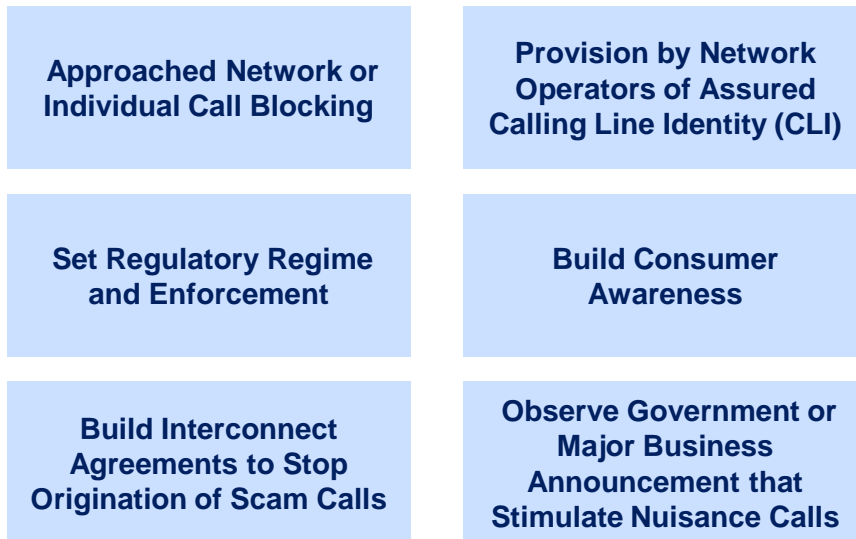 Approached Network or
Individual Call Blocking
Provision by Network
Operators of Assured
Calling Line Identity (CLI)
Set Regulatory Regime
and Enforcement
Build Consumer
Awareness
Build Interconnect
Agreements to Stop
Origination of Scam Calls
Observe Government or
Major Business
Announcement that
Stimulate Nuisance Calls